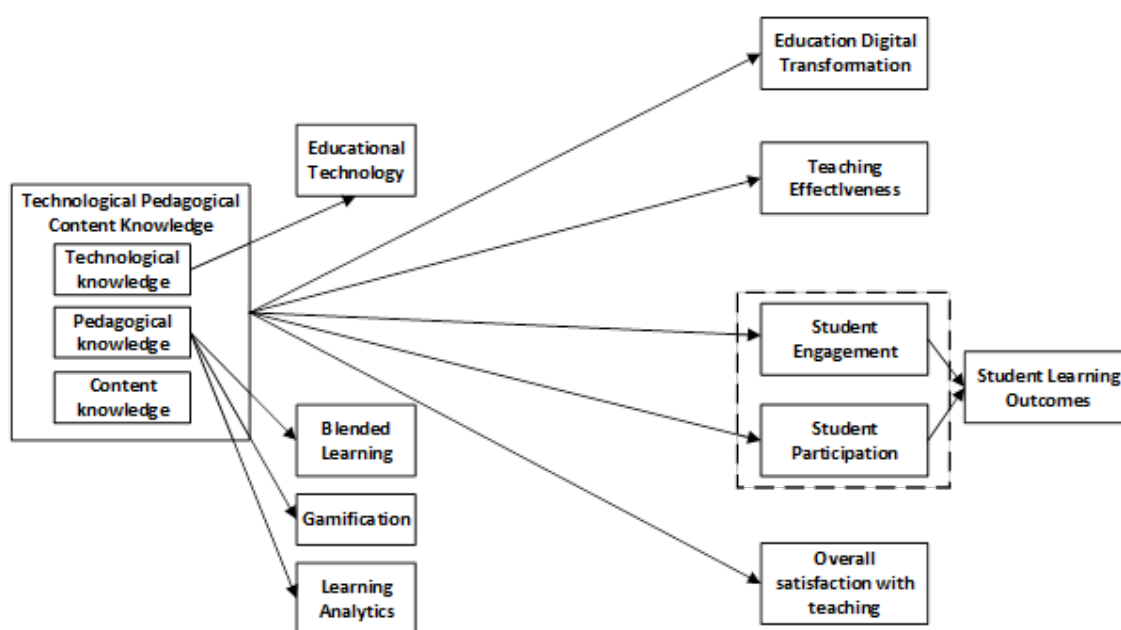 Education Digital
Transformation
Educational
Technology
Teaching
Effectiveness
Technological Pedagogical
Content Knowledge
Technological
knowledge
Pedagogical
knowledge
Content
knowledge
Student
Engagement
Student Learning
Outcomes
Student
Participation
Blended
Learning
Gamification
Learning
Analytics
Overall
satisfaction with
teaching